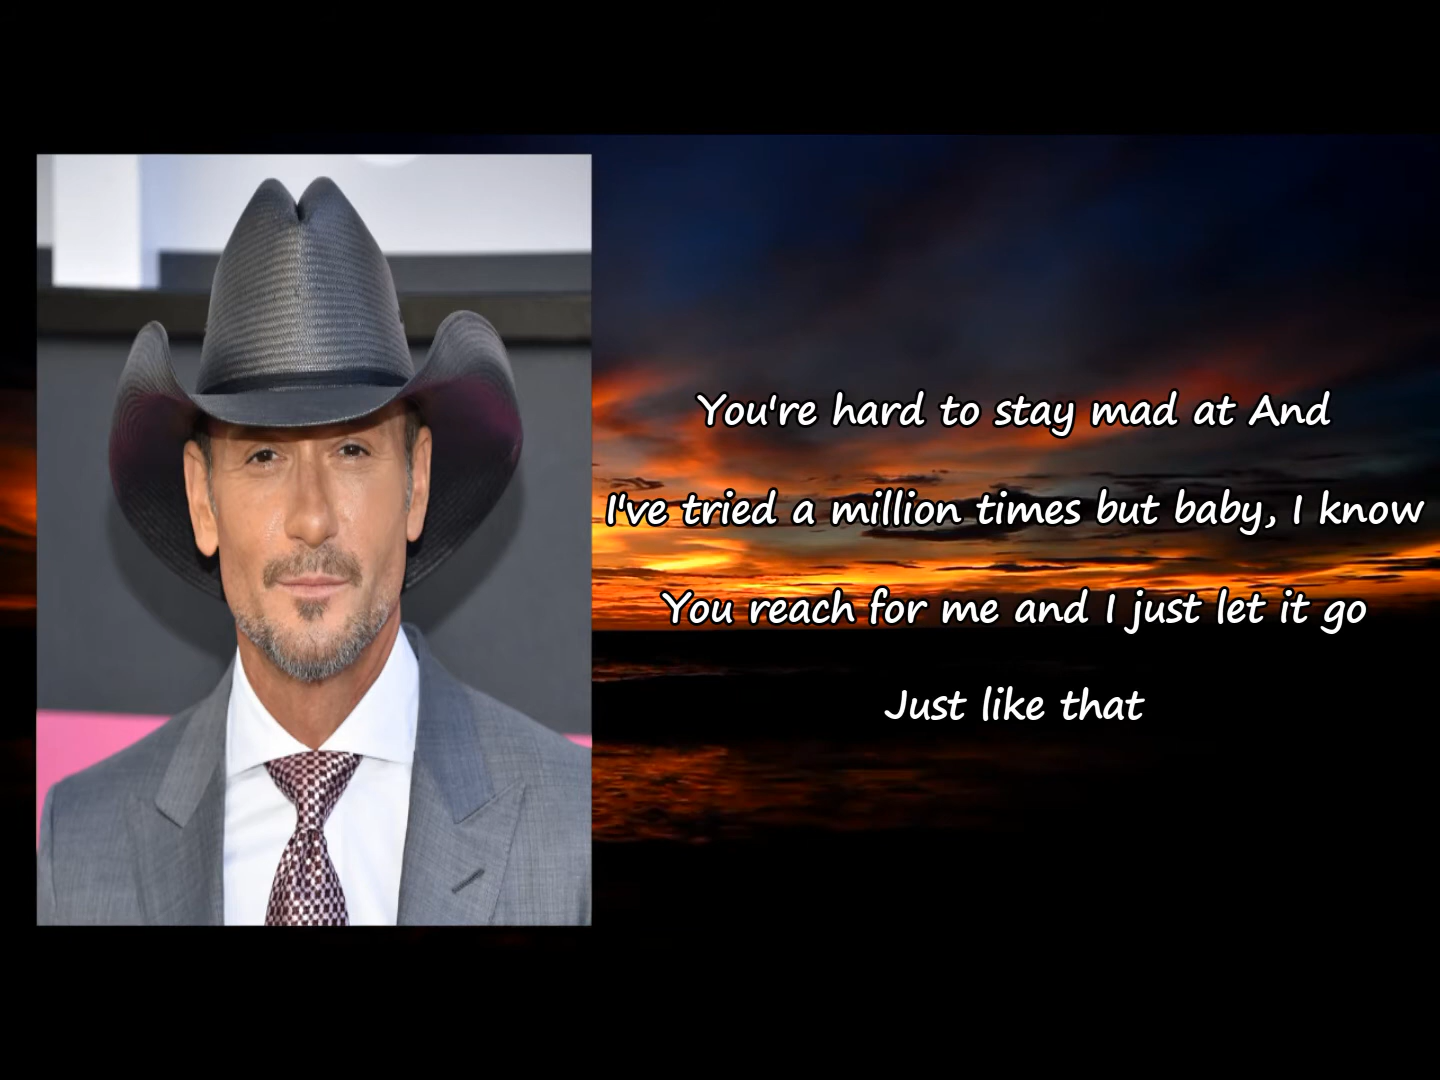 You're hard to stay mad at And
I've tried a million times but baby, I know
You reach for me and I just let it go
Just like that